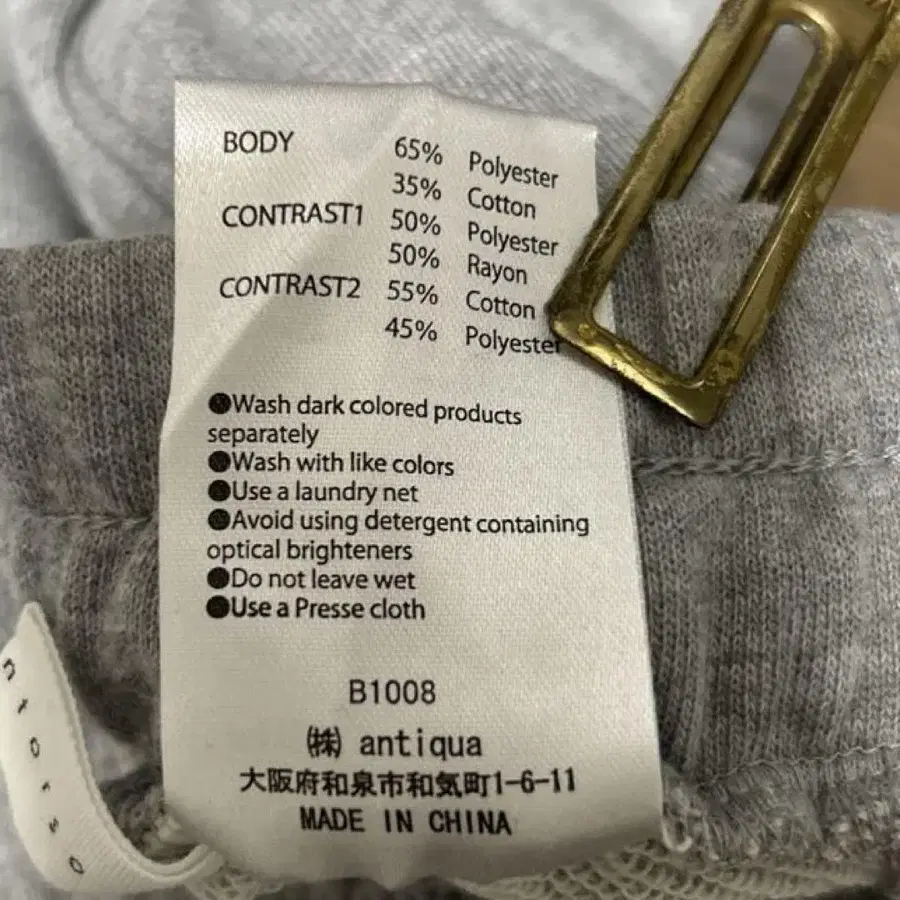 BODY 65% Polyester
35% Cotton
CONTRAST1 50% Polyester
50% Rayon
CONTRAST2 55% Cotton
45% Polyester
●Wash dark colored products
separately
●Wash with like colors
●Use a laundry net
●Avoid using detergent containing
optical brighteners
●Do not leave wet
●Use a Presse cloth
B1008
㈱ antiqua
大阪府和泉市和気町1-6-11
MADE IN CHINA
ntorso